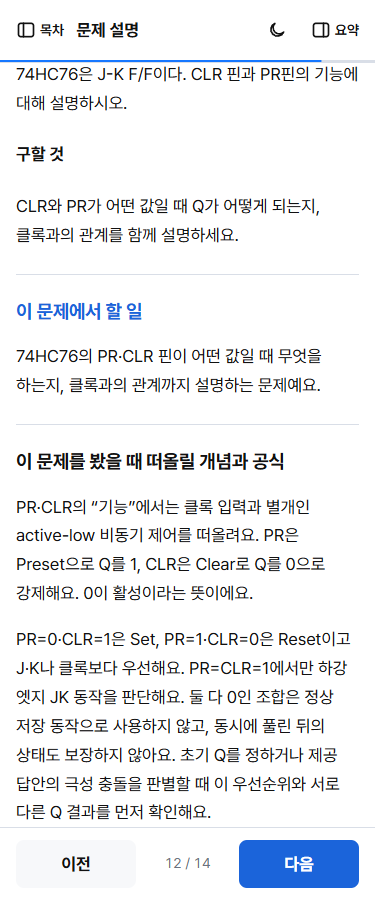 목차 문제 설명 요약
74HC76은 J-K F/F이다. CLR 핀과 PR핀의 기능에
대해 설명하시오.
구할 것
CLR와 PR가 어떤 값일 때 Q가 어떻게 되는지,
클록과의 관계를 함께 설명하세요.
이 문제에서 할 일
74HC76의 PR·CLR 핀이 어떤 값일 때 무엇을
하는지, 클록과의 관계까지 설명하는 문제예요.
이 문제를 봤을 때 떠올릴 개념과 공식
PR·CLR의 “기능”에서는 클록 입력과 별개인
active-low 비동기 제어를 떠올려요. PR은
Preset으로 Q를 1, CLR은 Clear로 Q를 0으로
강제해요. 0이 활성이라는 뜻이에요.
PR=0·CLR=1은 Set, PR=1·CLR=0은 Reset이고
J·K나 클록보다 우선해요. PR=CLR=1에서만 하강
엣지 JK 동작을 판단해요. 둘 다 0인 조합은 정상
저장 동작으로 사용하지 않고, 동시에 풀린 뒤의
상태도 보장하지 않아요. 초기 Q를 정하거나 제공
답안의 극성 충돌을 판별할 때 이 우선순위와 서로
다른 Q 결과를 먼저 확인해요.
이전 12 / 14 다음